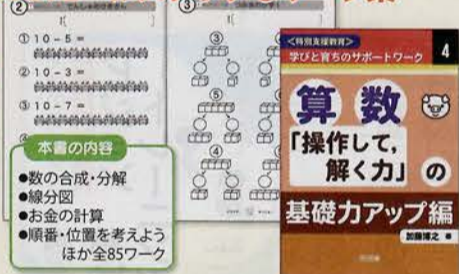 ②
③
① 10－5＝
② 10－3＝
③ 10－7＝
③
⑤
④
本書の内容
●数の合成・分解
●線分図
●お金の計算
●順番・位置を考えよう
ほか全85ワーク
＜特別支援教育＞
学びと育ちのサポートワーク
4
算数
「操作して，
解く力」の
基礎力アップ編
加藤博之 著